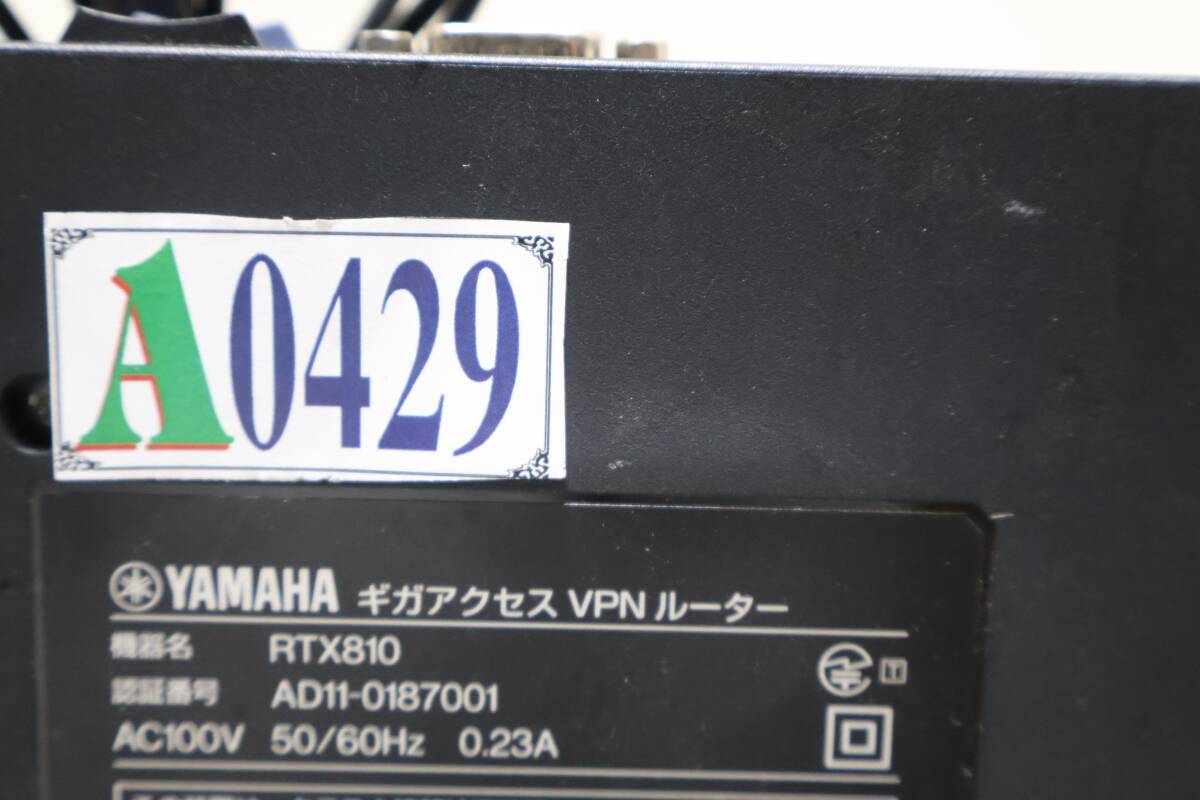 A0429
YAMAHA ギガアクセス VPN ルーター
機器名 RTX810
認証番号 AD11-0187001
T
AC100V 50/60Hz 0.23A